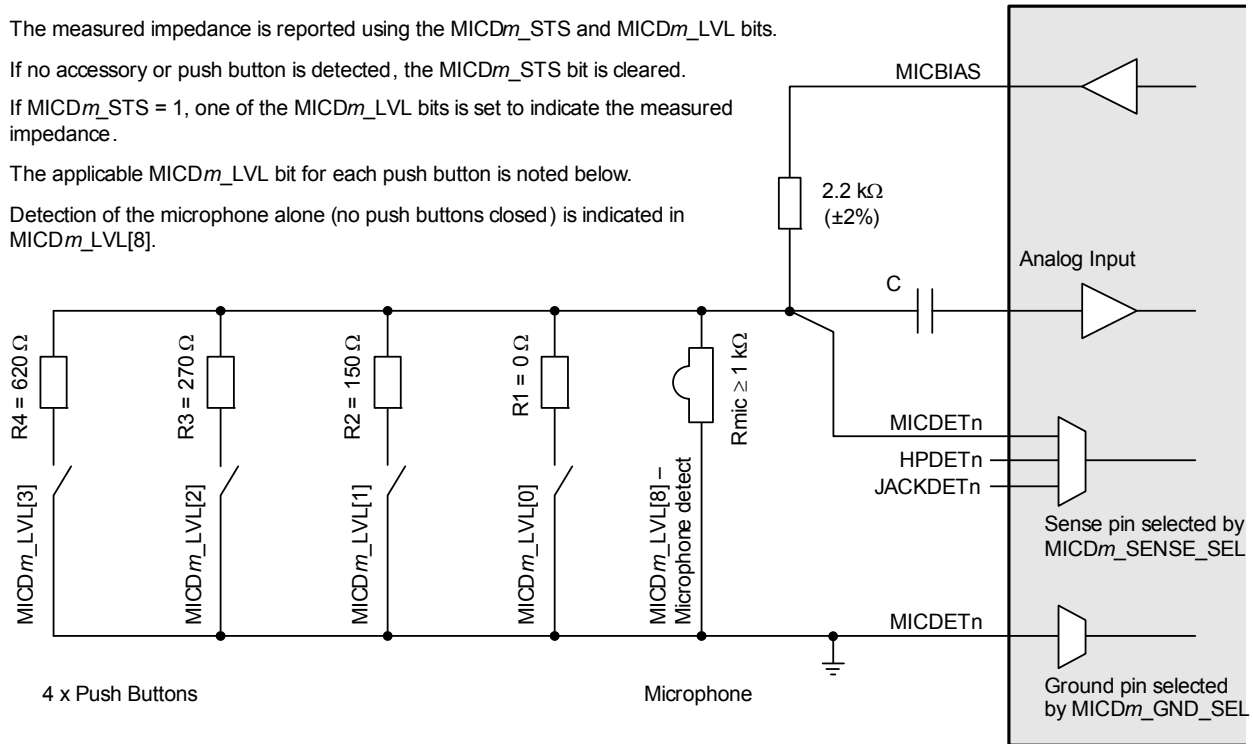 The measured impedance is reported using the MICDm_STS and MICDm_LVL bits.
If no accessory or push button is detected, the MICDm_STS bit is cleared.
If MICDm_STS = 1, one of the MICDm_LVL bits is set to indicate the measured
impedance.
The applicable MICDm_LVL bit for each push button is noted below.
Detection of the microphone alone (no push buttons closed) is indicated in
MICDm_LVL[8].
MICBIAS
2.2 kΩ
(±2%)
Analog Input
C
R4 = 620 Ω
R3 = 270 Ω
R2 = 150 Ω
R1 = 0 Ω
Rmic ≥ 1 kΩ
MICDETn
HPDETn
JACKDETn
Sense pin selected by
MICDm_SENSE_SEL
MICDm_LVL[3]
MICDm_LVL[2]
MICDm_LVL[1]
MICDm_LVL[0]
MICDm_LVL[8] –
Microphone detect
MICDETn
Ground pin selected
by MICDm_GND_SEL
4 x Push Buttons
Microphone